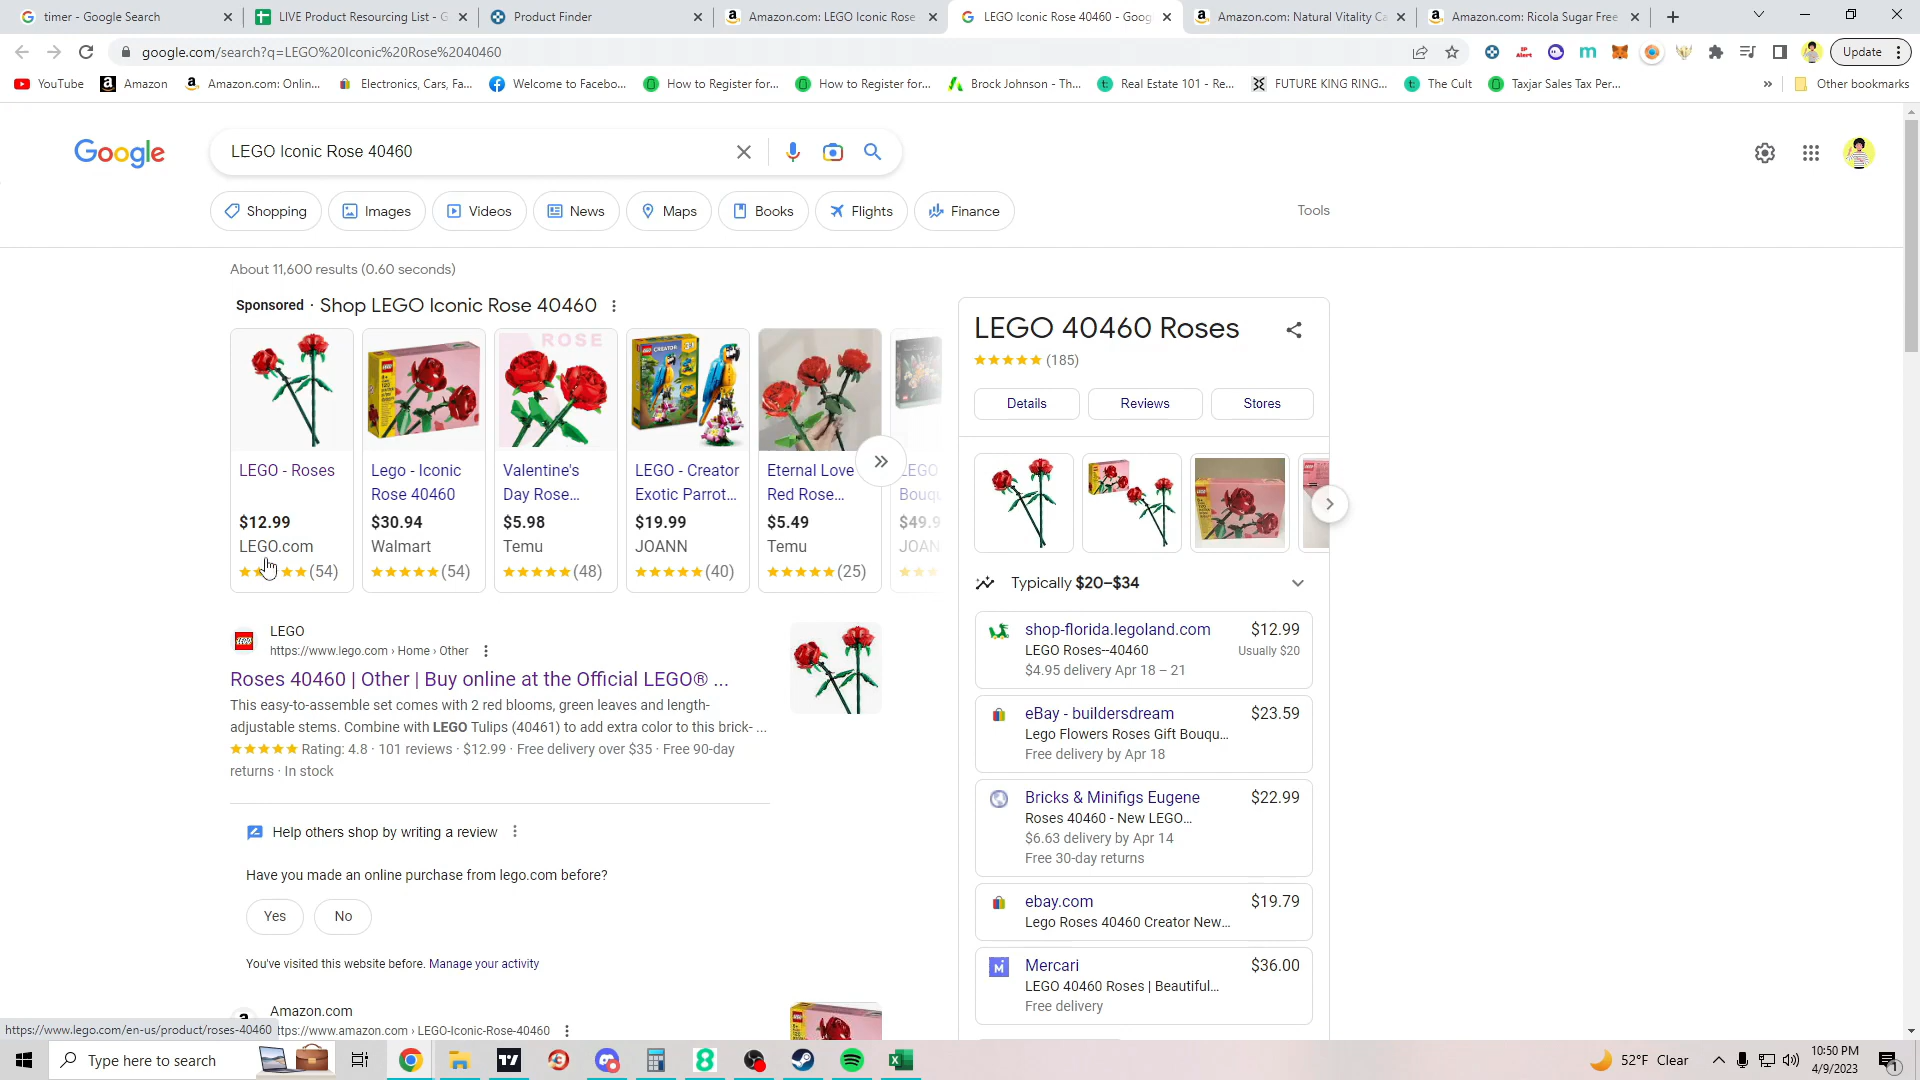 timer - Google Search
LIVE Product Resourcing List - G
Product Finder
Amazon.com: LEGO Iconic Rose
LEGO Iconic Rose 40460 - Goog
Amazon.com: Natural Vitality Ca
Amazon.com: Ricola Sugar Free
google.com/search?q=LEGO%20Iconic%20Rose%2040460
Update
YouTube
Amazon
Amazon.com: Onlin...
Electronics, Cars, Fa...
Welcome to Facebo...
How to Register for...
How to Register for...
Brock Johnson - Th...
Real Estate 101 - Re...
FUTURE KING RING...
The Cult
Taxjar Sales Tax Per...
Other bookmarks
Google
LEGO Iconic Rose 40460
Shopping
Images
Videos
News
Maps
Books
Flights
Finance
Tools
About 11,600 results (0.60 seconds)
Sponsored · Shop LEGO Iconic Rose 40460
LEGO - Roses
$12.99
LEGO.com
(54)
Lego - Iconic
Rose 40460
$30.94
Walmart
(54)
ROSE
Valentine's
Day Rose...
$5.98
Temu
(48)
LEGO - Creator
Exotic Parrot...
$19.99
JOANN
(40)
Eternal Love
Red Rose...
$5.49
Temu
(25)
LEGO
Bouqu
$49.9
JOAN
LEGO
https://www.lego.com › Home › Other
Roses 40460 | Other | Buy online at the Official LEGO® ...
This easy-to-assemble set comes with 2 red blooms, green leaves and length-
adjustable stems. Combine with LEGO Tulips (40461) to add extra color to this brick- ...
Rating: 4.8 · 101 reviews · $12.99 · Free delivery over $35 · Free 90-day
returns · In stock
Help others shop by writing a review
Have you made an online purchase from lego.com before?
Yes
No
You've visited this website before. Manage your activity
Amazon.com
ttps://www.amazon.com › LEGO-Iconic-Rose-40460
https://www.lego.com/en-us/product/roses-40460
LEGO 40460 Roses
(185)
Details
Reviews
Stores
Typically $20–$34
shop-florida.legoland.com
$12.99
LEGO Roses--40460
Usually $20
$4.95 delivery Apr 18 – 21
eBay - buildersdream
$23.59
Lego Flowers Roses Gift Bouqu...
Free delivery by Apr 18
Bricks & Minifigs Eugene
$22.99
Roses 40460 - New LEGO...
$6.63 delivery by Apr 14
Free 30-day returns
ebay.com
$19.79
Lego Roses 40460 Creator New...
Mercari
$36.00
LEGO 40460 Roses | Beautiful...
Free delivery
Type here to search
52°F Clear
10:50 PM
4/9/2023